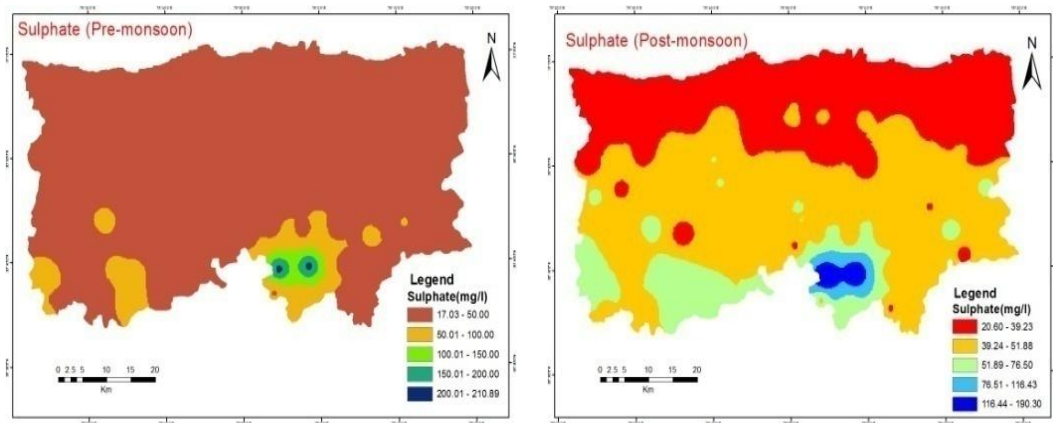 Sulphate (Pre-monsoon)
N
Legend
Sulphate(mg/l)
17.03 - 50.00
50.01 - 100.00
100.01 - 150.00
150.01 - 200.00
200.01 - 210.89
0 2.5 5 10 15 20
Km
Sulphate (Post-monsoon)
N
Legend
Sulphate(mg/l)
20.60 - 39.23
39.24 - 51.88
51.89 - 76.50
76.51 - 116.43
116.44 - 190.30
0 2.5 5 10 15 20
Km